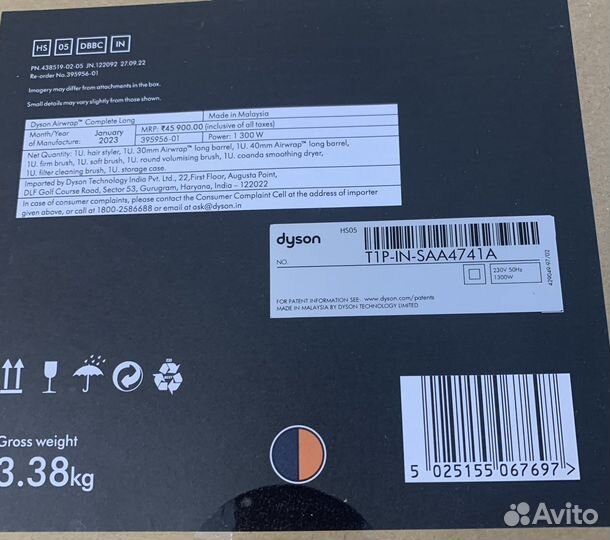 HS 05 DBBC IN
PN.438519-02-05 JN.122092 27.09.22
Re-order No.395956-01
Imagery may differ from attachments in the box.
Small details may vary slightly from those shown.
Dyson Airwrap™ Complete Long Made in Malaysia
Month/Year of Manufacture: January 2023 MRP: ₹45 900.00 (inclusive of all taxes)
395956-01 Power: 1 300 W
Net Quantity: 1U. hair styler, 1U. 30mm Airwrap™ long barrel, 1U. 40mm Airwrap™ long barrel,
1U. firm brush, 1U. soft brush, 1U. round volumising brush, 1U. coanda smoothing dryer,
1U. filter cleaning brush, 1U. storage case.
Imported by Dyson Technology India Pvt. Ltd., 22,First Floor, Augusta Point,
DLF Golf Course Road, Sector 53, Gurugram, Haryana, India – 122022
In case of consumer complaints, please contact the Consumer Complaint Cell at the address of importer
given above, or call at 1800-2586688 or email at ask@dyson.in
dyson HS05
NO. T1P-IN-SAA4741A
230V 50Hz
1300W
FOR PATENT INFORMATION SEE: www.dyson.com/patents
MADE IN MALAYSIA BY DYSON TECHNOLOGY LIMITED
429049-97/02
Gross weight
3.38kg
5 025155 067697 >
Avito